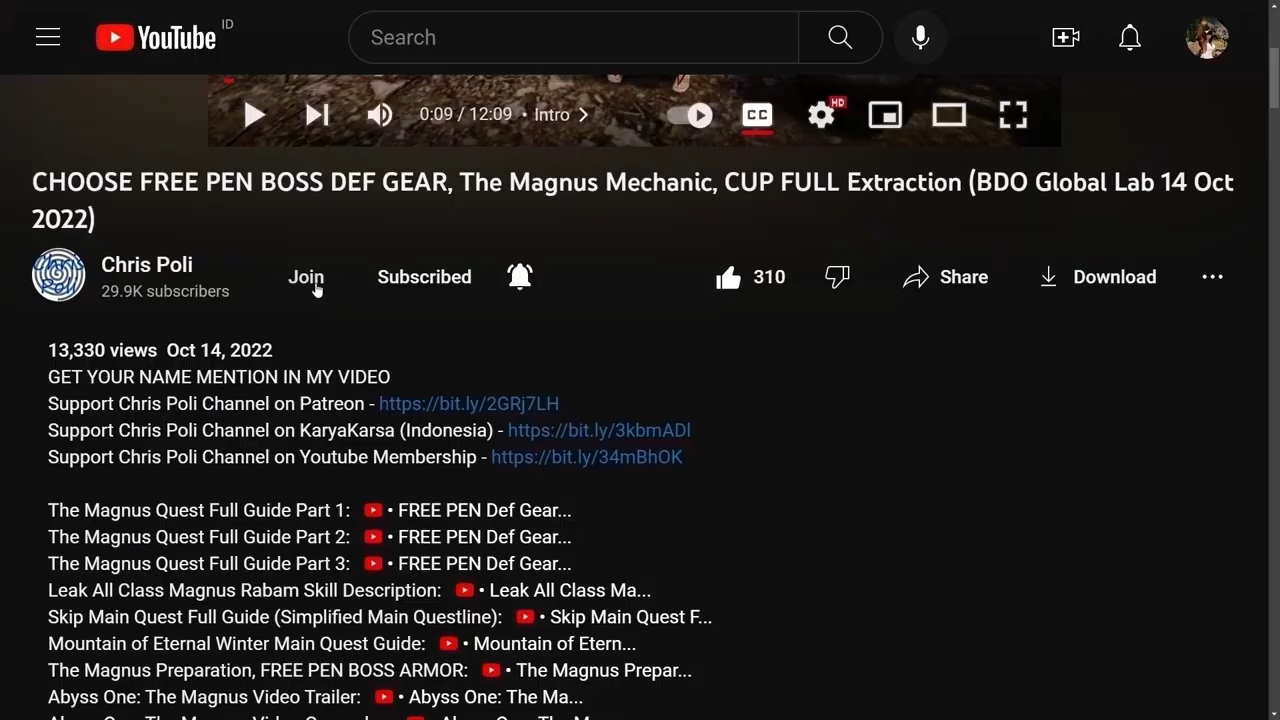 YouTube ID
Search
0:09 / 12:09 • Intro
CC
HD
CHOOSE FREE PEN BOSS DEF GEAR, The Magnus Mechanic, CUP FULL Extraction (BDO Global Lab 14 Oct
2022)
Chris Poli
Chris Poli
29.9K subscribers
Join
Subscribed
310
Share
Download
13,330 views Oct 14, 2022
GET YOUR NAME MENTION IN MY VIDEO
Support Chris Poli Channel on Patreon - https://bit.ly/2GRj7LH
Support Chris Poli Channel on KaryaKarsa (Indonesia) - https://bit.ly/3kbmADl
Support Chris Poli Channel on Youtube Membership - https://bit.ly/34mBhOK
The Magnus Quest Full Guide Part 1: • FREE PEN Def Gear...
The Magnus Quest Full Guide Part 2: • FREE PEN Def Gear...
The Magnus Quest Full Guide Part 3: • FREE PEN Def Gear...
Leak All Class Magnus Rabam Skill Description: • Leak All Class Ma...
Skip Main Quest Full Guide (Simplified Main Questline): • Skip Main Quest F...
Mountain of Eternal Winter Main Quest Guide: • Mountain of Etern...
The Magnus Preparation, FREE PEN BOSS ARMOR: • The Magnus Prepar...
Abyss One: The Magnus Video Trailer: • Abyss One: The Ma...